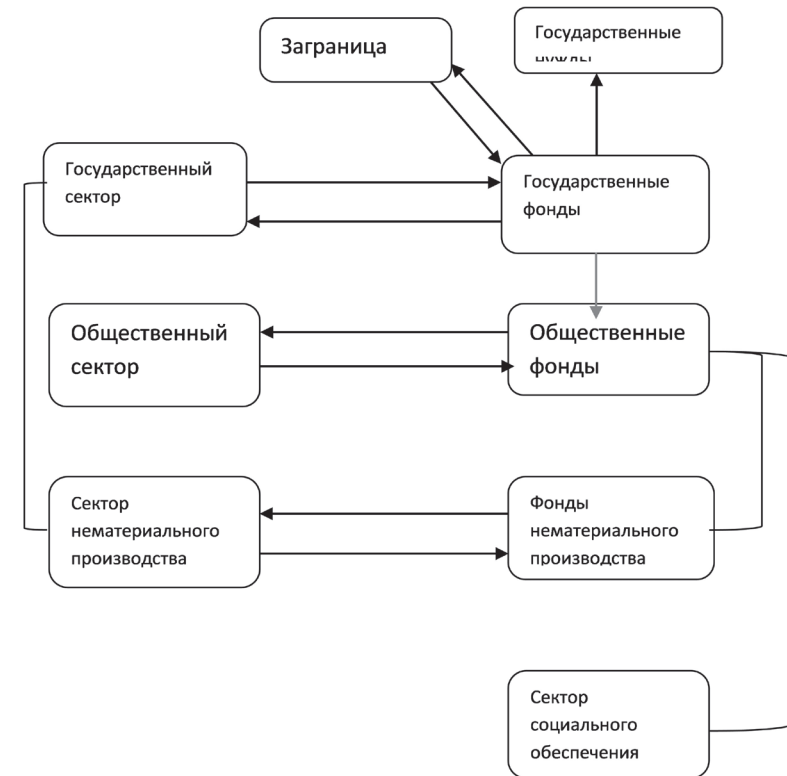 Заграница
Государственные
Государственный
сектор
Государственные
фонды
Общественный
сектор
Общественные
фонды
Сектор
нематериального
производства
Фонды
нематериального
производства
Сектор
социального
обеспечения